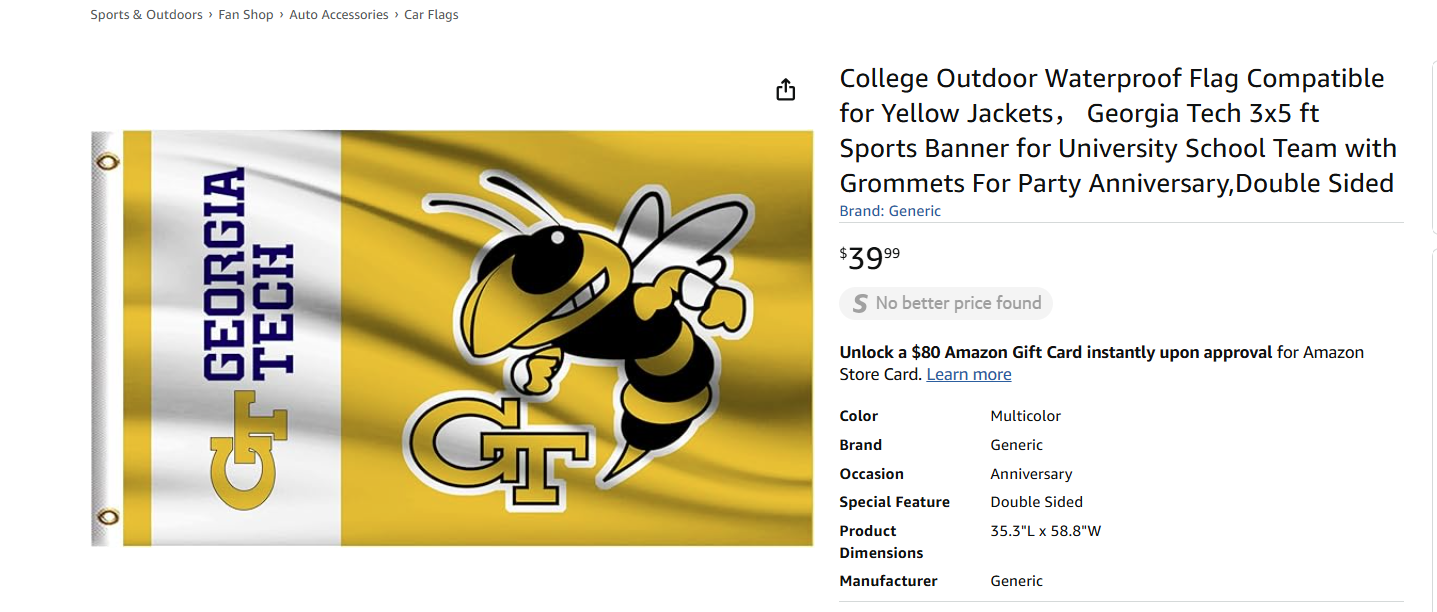 Sports & Outdoors › Fan Shop › Auto Accessories › Car Flags
College Outdoor Waterproof Flag Compatible
for Yellow Jackets， Georgia Tech 3x5 ft
Sports Banner for University School Team with
Grommets For Party Anniversary,Double Sided
Brand: Generic
$39.99
S No better price found
Unlock a $80 Amazon Gift Card instantly upon approval for Amazon
Store Card. Learn more
Color Multicolor
Brand Generic
Occasion Anniversary
Special Feature Double Sided
Product 35.3"L x 58.8"W
Dimensions
Manufacturer Generic
GEORGIA
TECH
GT
GT